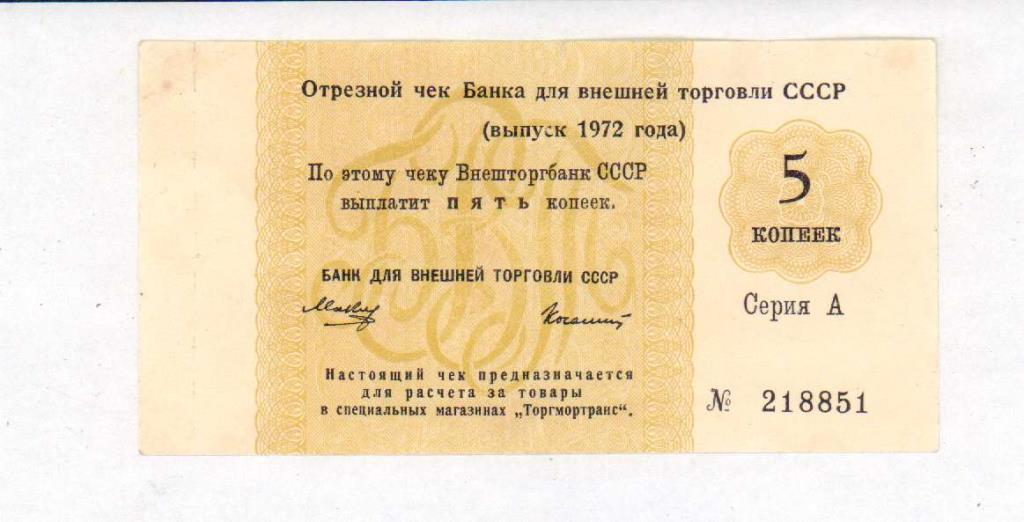 Отрезной чек Банка для внешней торговли СССР
(выпуск 1972 года)
По этому чеку Внешторгбанк СССР
выплатит пять копеек.
5
КОПЕЕК
БАНК ДЛЯ ВНЕШНЕЙ ТОРГОВЛИ СССР
Серия А
Настоящий чек предназначается
для расчета за товары
в специальных магазинах „Торгмортранс“.
№ 218851